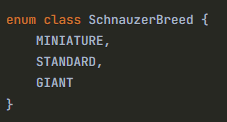 enum class SchnauzerBreed {
    MINIATURE,
    STANDARD,
    GIANT
}